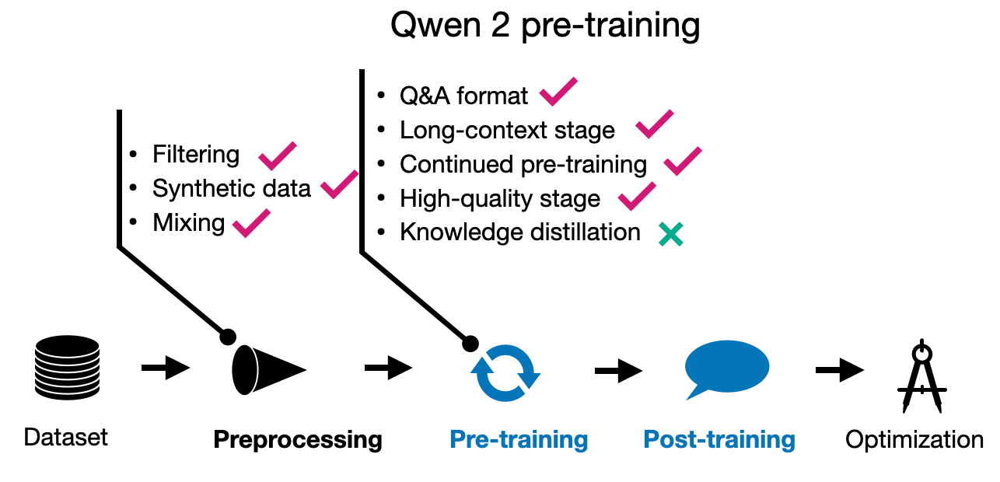 Qwen 2 pre-training
• Filtering
• Synthetic data
• Mixing
• Q&A format
• Long-context stage
• Continued pre-training
• High-quality stage
• Knowledge distillation
Dataset
Preprocessing
Pre-training
Post-training
Optimization